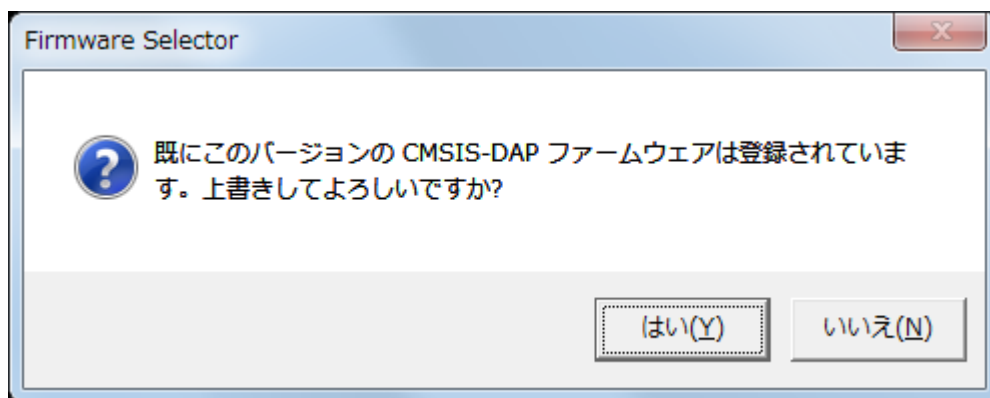 Firmware Selector
既にこのバージョンの CMSIS-DAP ファームウェアは登録されていま
す。上書きしてよろしいですか?
はい(Y)
いいえ(N)